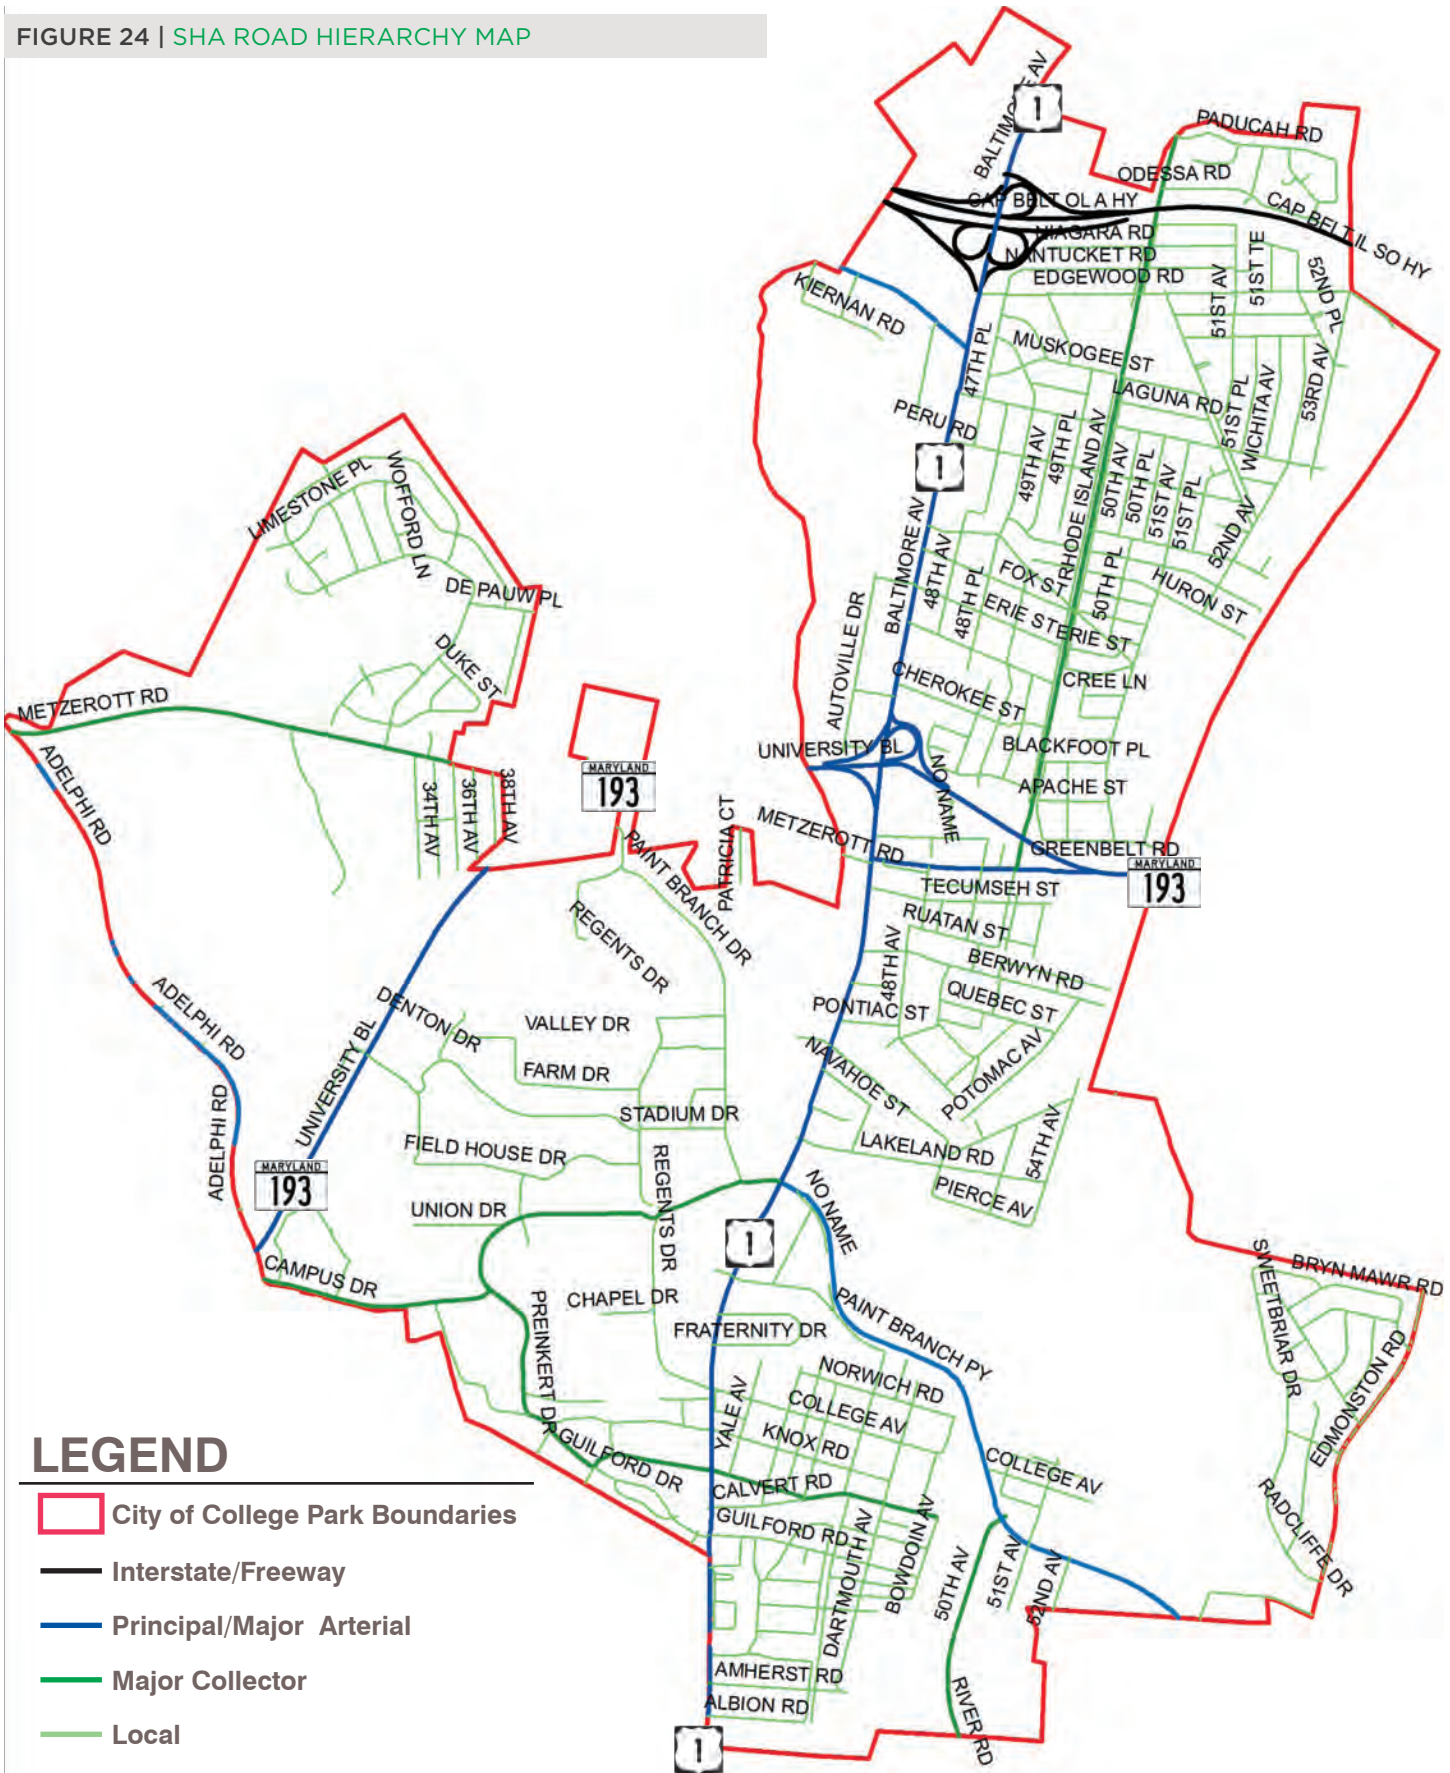 FIGURE 24 | SHA ROAD HIERARCHY MAP
BALTIMORE AV
1
PADUCAH RD
ODESSA RD
CAP BELT OL A HY
CAP BELT IL SO HY
NIAGARA RD
NANTUCKET RD
EDGEWOOD RD
51ST AV
51ST TE
52ND PL
KIERNAN RD
47TH PL
MUSKOGEE ST
LAGUNA RD
51ST PL
WICHITA AV
53RD AV
PERU RD
1
49TH AV
49TH PL
RHODE ISLAND AV
50TH AV
50TH PL
51ST AV
51ST PL
52ND AV
LIMESTONE PL
WOFFORD LN
DE PAUW PL
DUKE ST
BALTIMORE AV
48TH AV
48TH PL
FOX ST
ERIE ST
ERIE ST
50TH PL
HURON ST
AUTOVILLE DR
CHEROKEE ST
CREE LN
METZEROTT RD
ADELPHI RD
34TH AV
36TH AV
38TH AV
MARYLAND
193
UNIVERSITY BL
NO NAME
BLACKFOOT PL
APACHE ST
PATRICIA CT
METZEROTT RD
GREENBELT RD
MARYLAND
193
TECUMSEH ST
RUATAN ST
PAINT BRANCH DR
REGENTS DR
48TH AV
BERWYN RD
QUEBEC ST
PONTIAC ST
POTOMAC AV
NAVAHOE ST
ADELPHI RD
ADELPHI RD
UNIVERSITY BL
DENTON DR
VALLEY DR
FARM DR
STADIUM DR
FIELD HOUSE DR
REGENTS DR
LAKELAND RD
54TH AV
PIERCE AV
MARYLAND
193
UNION DR
NO NAME
1
CAMPUS DR
PREINKERT DR
CHAPEL DR
FRATERNITY DR
PAINT BRANCH PY
SWEETBRIAR DR
BRYN MAWR RD
EDMONSTON RD
RADCLIFFE DR
YALE AV
NORWICH RD
COLLEGE AV
KNOX RD
GUILFORD DR
CALVERT RD
GUILFORD RD
DARTMOUTH AV
BOWDOIN AV
COLLEGE AV
50TH AV
51ST AV
52ND AV
AMHERST RD
ALBION RD
RIVER RD
1
LEGEND
City of College Park Boundaries
Interstate/Freeway
Principal/Major Arterial
Major Collector
Local